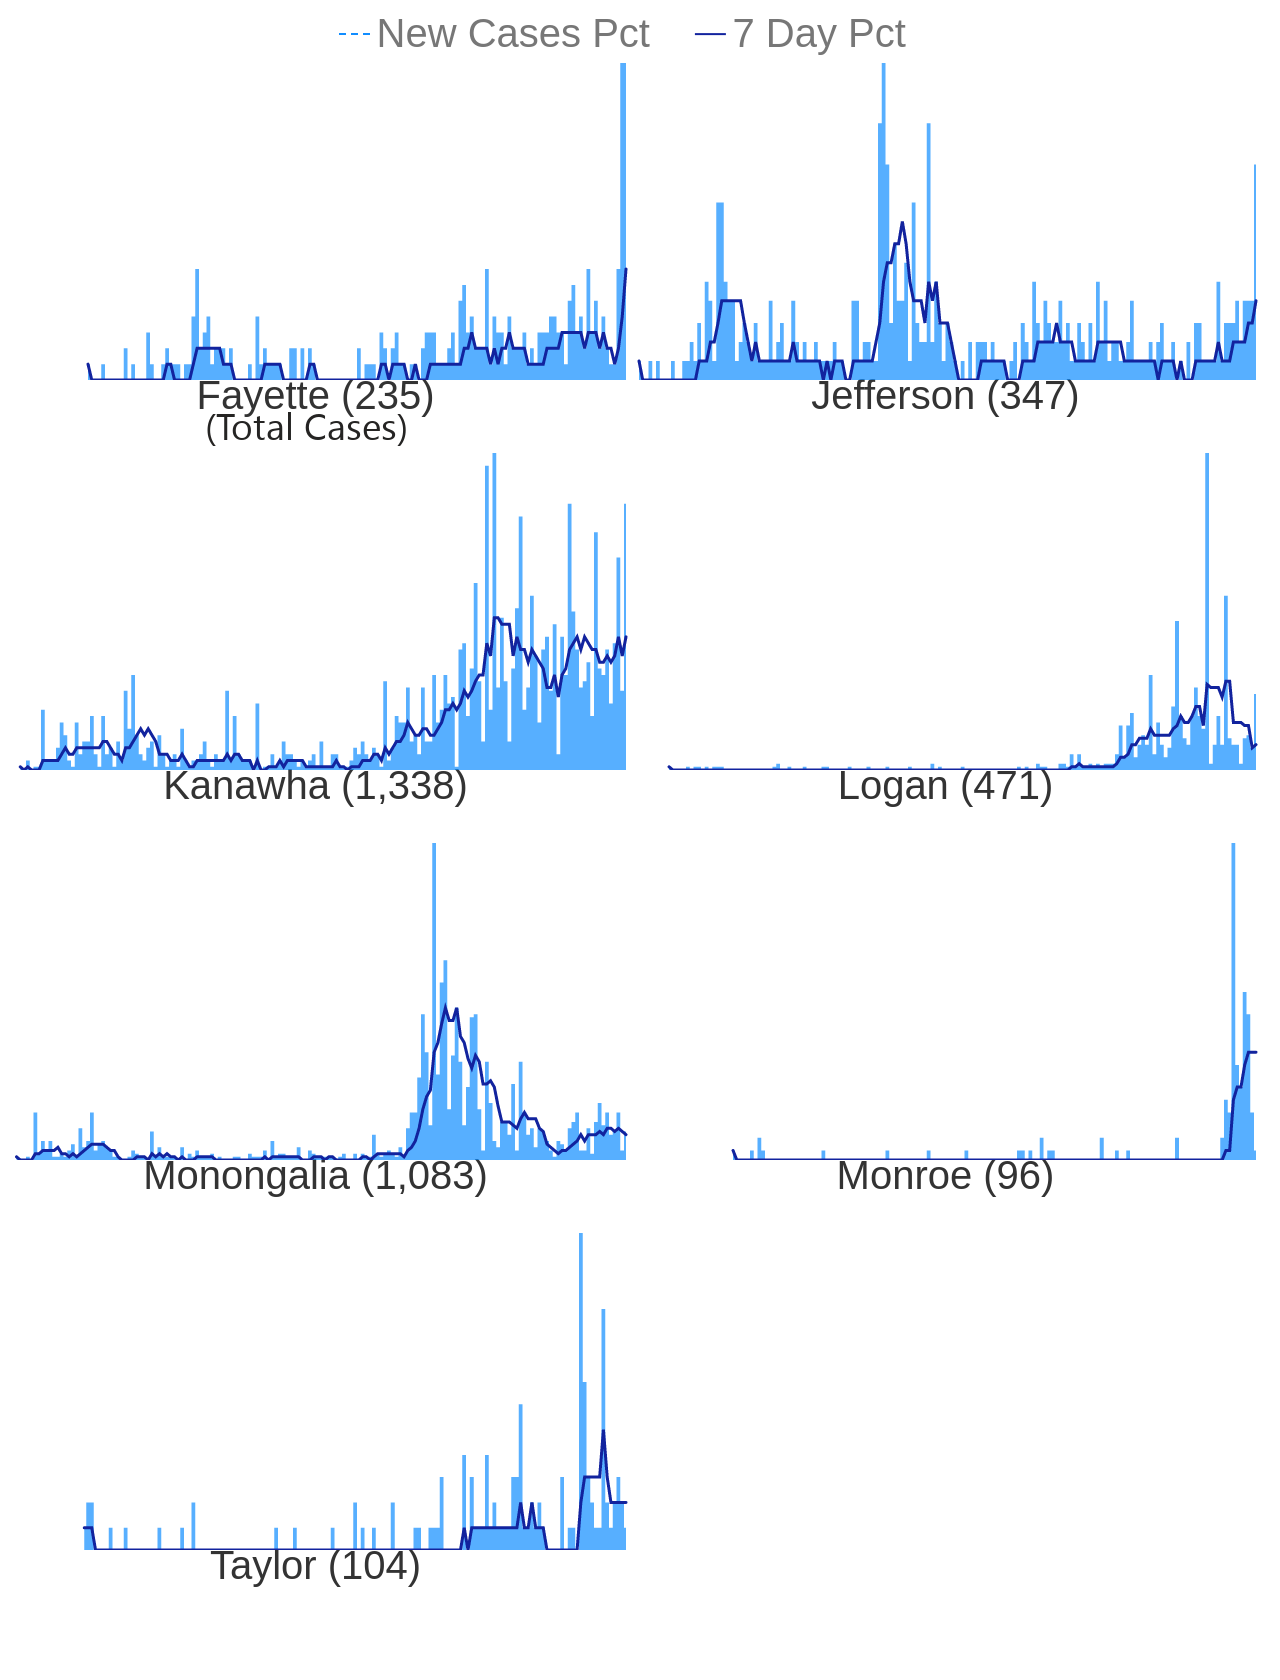 New Cases Pct 7 Day Pct
Fayette (235) Jefferson (347)
(Total Cases)
Kanawha (1,338) Logan (471)
Monongalia (1,083) Monroe (96)
Taylor (104)